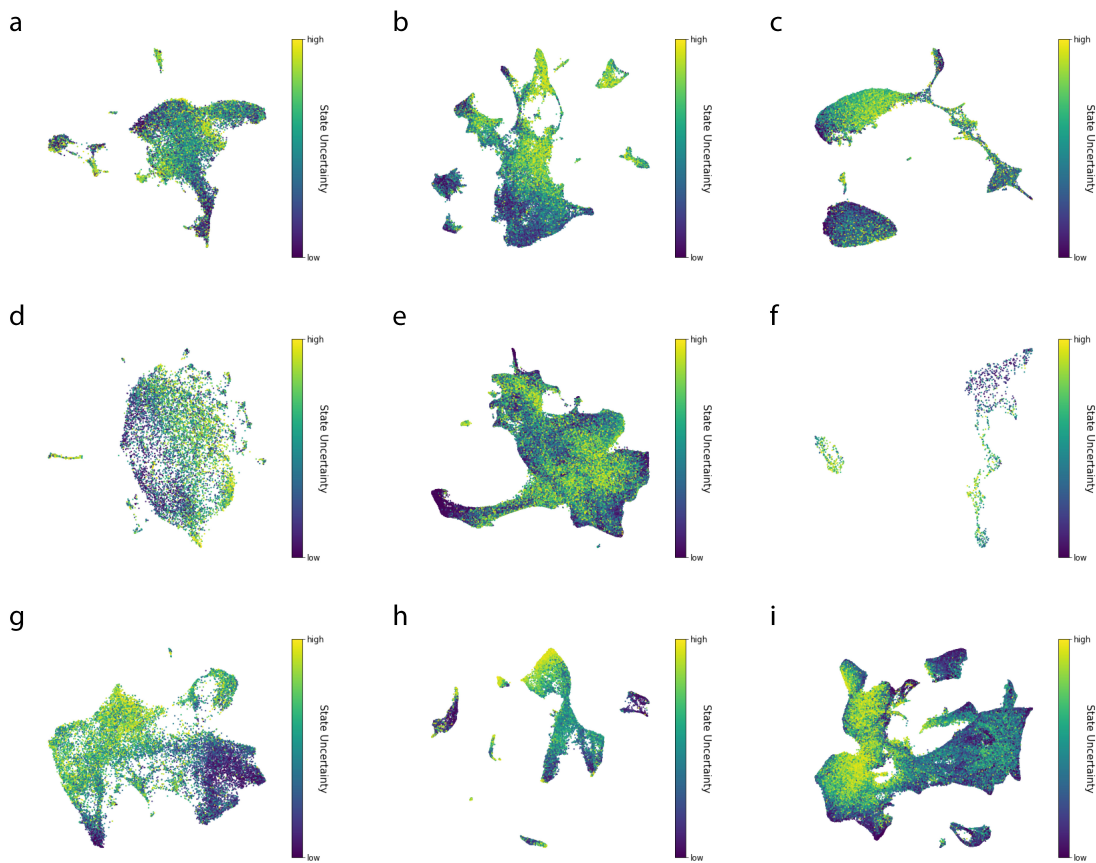 a
high
State Uncertainty
low
b
high
State Uncertainty
low
c
high
State Uncertainty
low
d
high
State Uncertainty
low
e
high
State Uncertainty
low
f
high
State Uncertainty
low
g
high
State Uncertainty
low
h
high
State Uncertainty
low
i
high
State Uncertainty
low